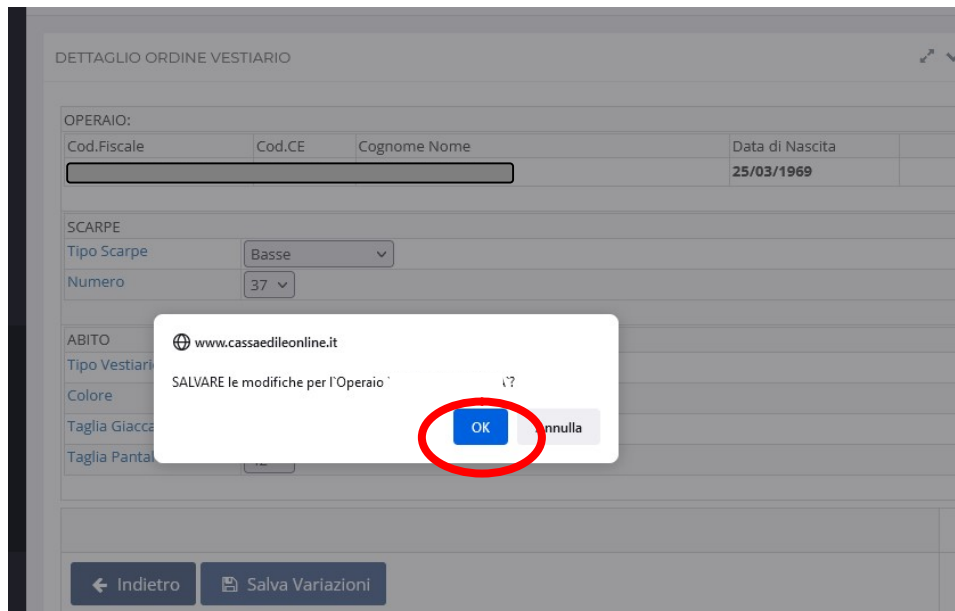 DETTAGLIO ORDINE VESTIARIO
OPERAIO:
Cod.Fiscale Cod.CE Cognome Nome Data di Nascita
25/03/1969
SCARPE
Tipo Scarpe Basse
Numero 37
ABITO
www.cassaedileonline.it
Tipo Vestiari
SALVARE le modifiche per l`Operaio `
Colore
Taglia Giacca
OK nnulla
Taglia Pantal
Indietro Salva Variazioni